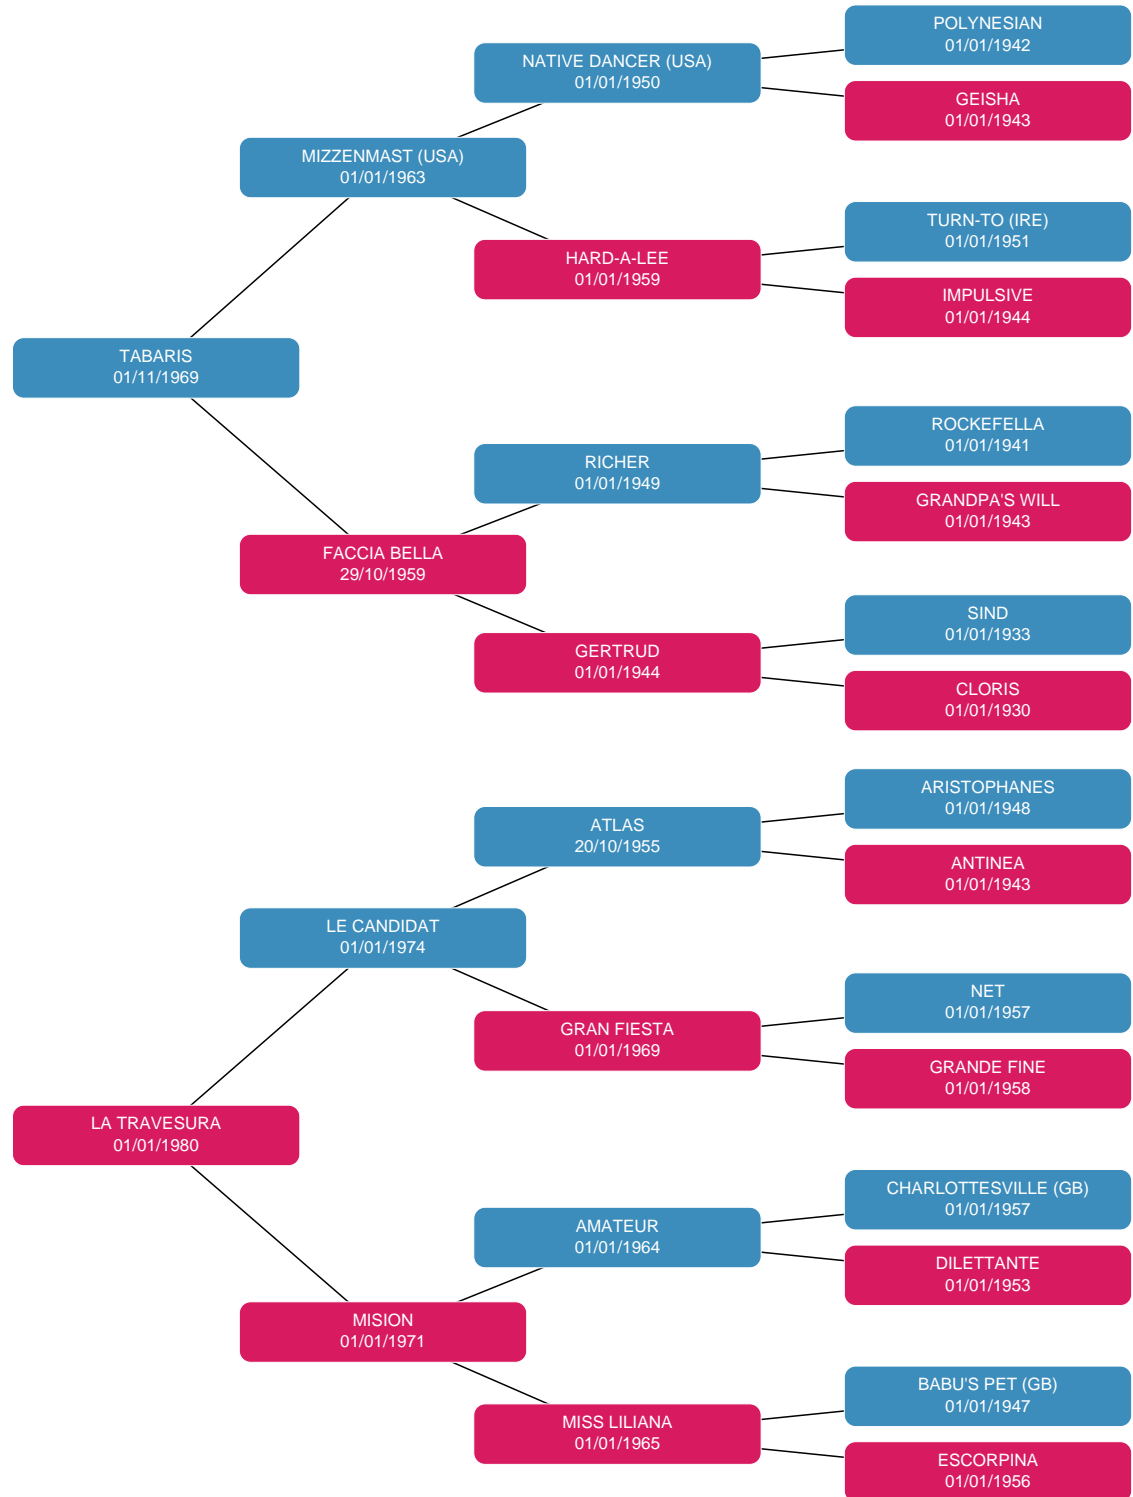 POLYNESIAN
01/01/1942
NATIVE DANCER (USA)
01/01/1950
GEISHA
01/01/1943
MIZZENMAST (USA)
01/01/1963
TURN-TO (IRE)
01/01/1951
HARD-A-LEE
01/01/1959
IMPULSIVE
01/01/1944
TABARIS
01/11/1969
ROCKEFELLA
01/01/1941
RICHER
01/01/1949
GRANDPA'S WILL
01/01/1943
FACCIA BELLA
29/10/1959
SIND
01/01/1933
GERTRUD
01/01/1944
CLORIS
01/01/1930
ARISTOPHANES
01/01/1948
ATLAS
20/10/1955
ANTINEA
01/01/1943
LE CANDIDAT
01/01/1974
NET
01/01/1957
GRAN FIESTA
01/01/1969
GRANDE FINE
01/01/1958
LA TRAVESURA
01/01/1980
CHARLOTTESVILLE (GB)
01/01/1957
AMATEUR
01/01/1964
DILETTANTE
01/01/1953
MISION
01/01/1971
BABU'S PET (GB)
01/01/1947
MISS LILIANA
01/01/1965
ESCORPINA
01/01/1956